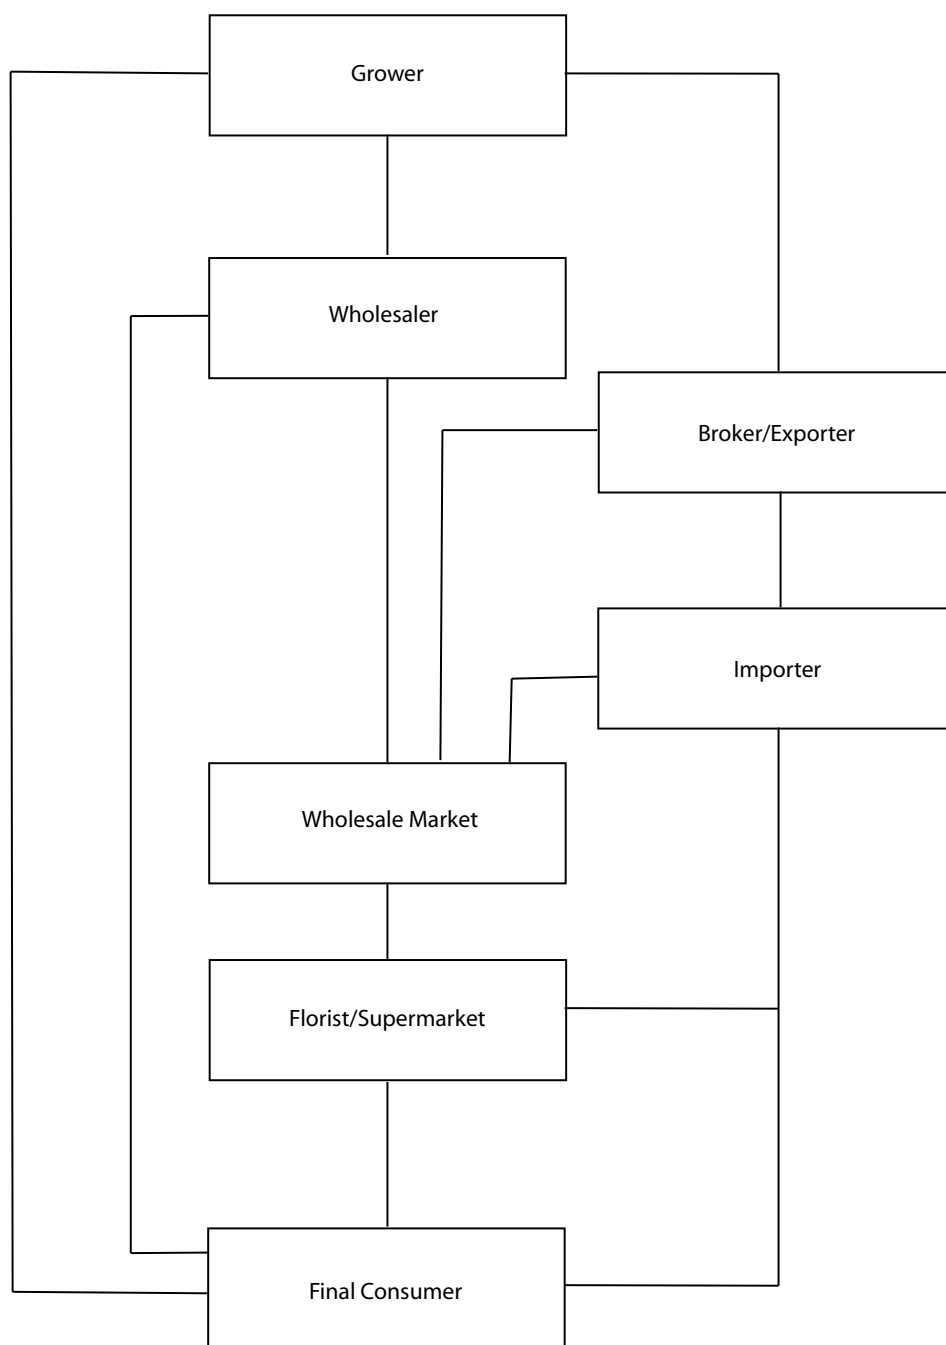 Grower
Wholesaler
Broker/Exporter
Importer
Wholesale Market
Florist/Supermarket
Final Consumer